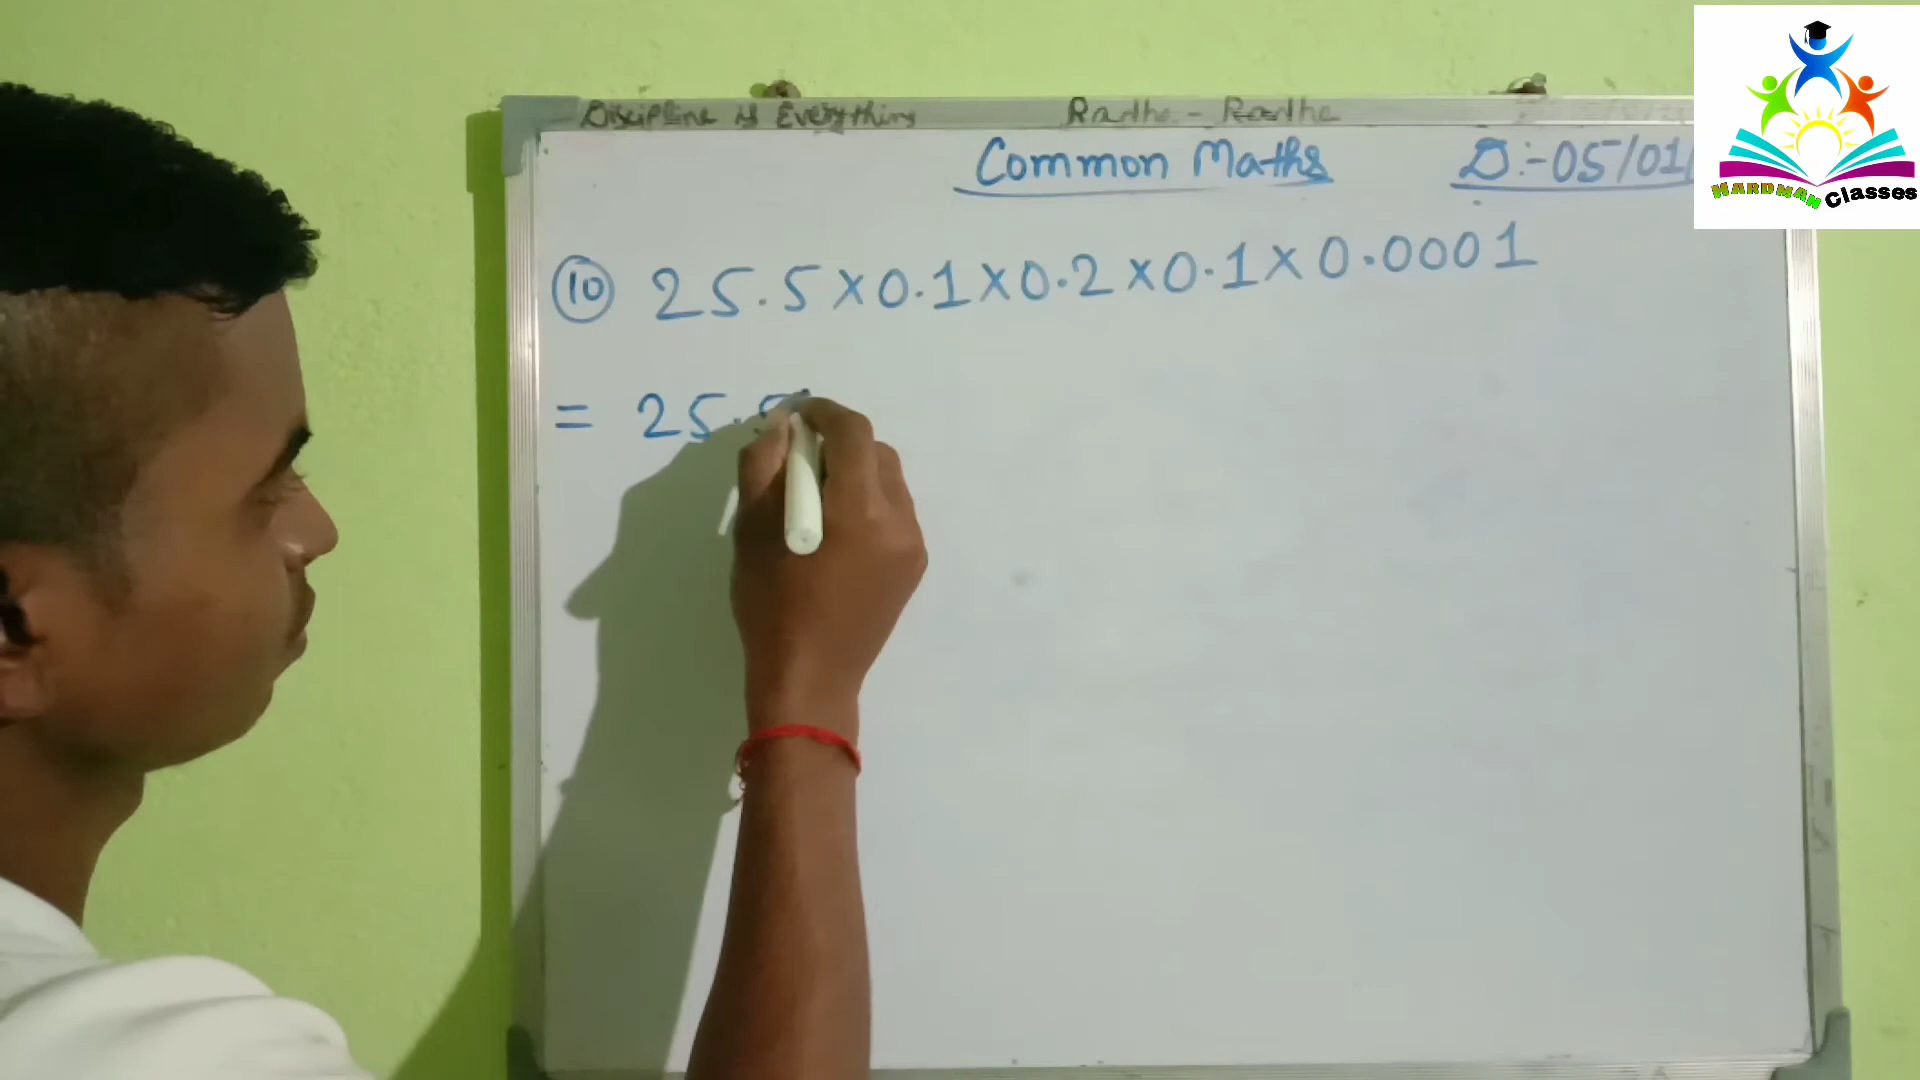 Discipline is Everything Radhe - Radhe
Common Maths D:-05/01/
HARDMAN Classes
10 25.5×0.1×0.2×0.1×0.0001
= 25.5